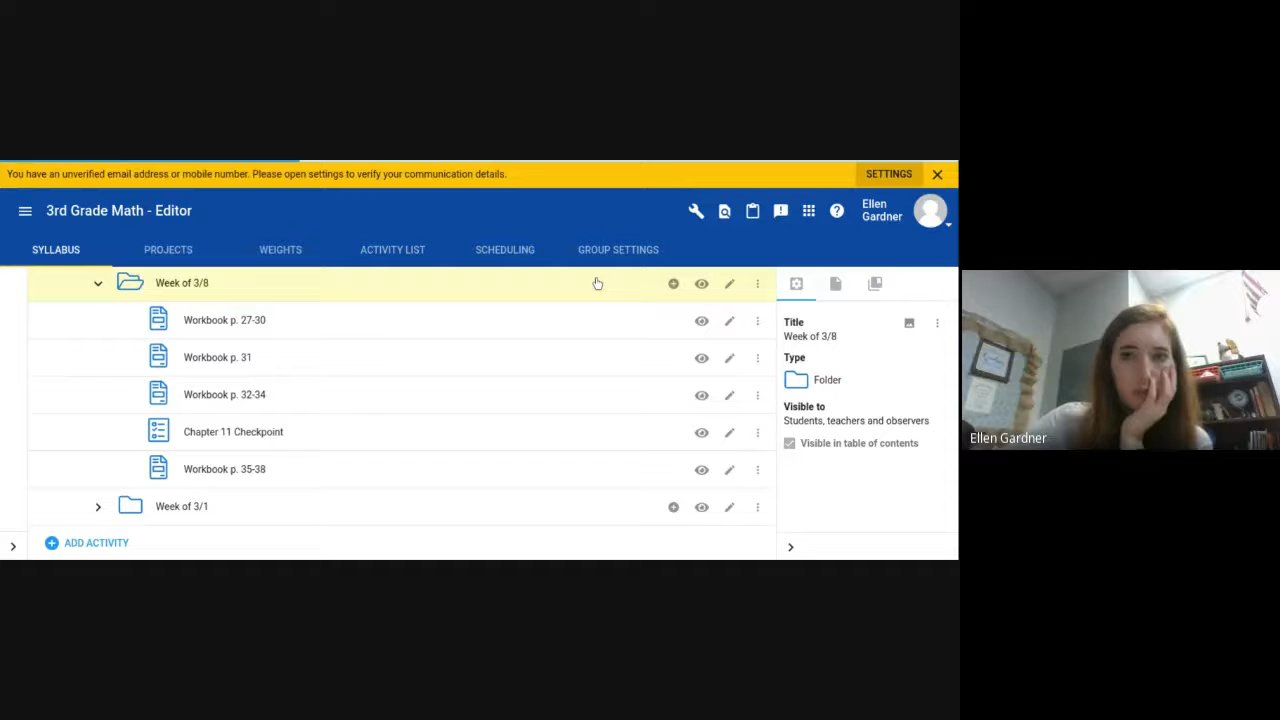 You have an unverified email address or mobile number. Please open settings to verify your communication details.
SETTINGS
3rd Grade Math - Editor
Ellen
Gardner
SYLLABUS
PROJECTS
WEIGHTS
ACTIVITY LIST
SCHEDULING
GROUP SETTINGS
Week of 3/8
Workbook p. 27-30
Workbook p. 31
Workbook p. 32-34
Chapter 11 Checkpoint
Workbook p. 35-38
Week of 3/1
ADD ACTIVITY
Title
Week of 3/8
Type
Folder
Visible to
Students, teachers and observers
Visible in table of contents
Ellen Gardner